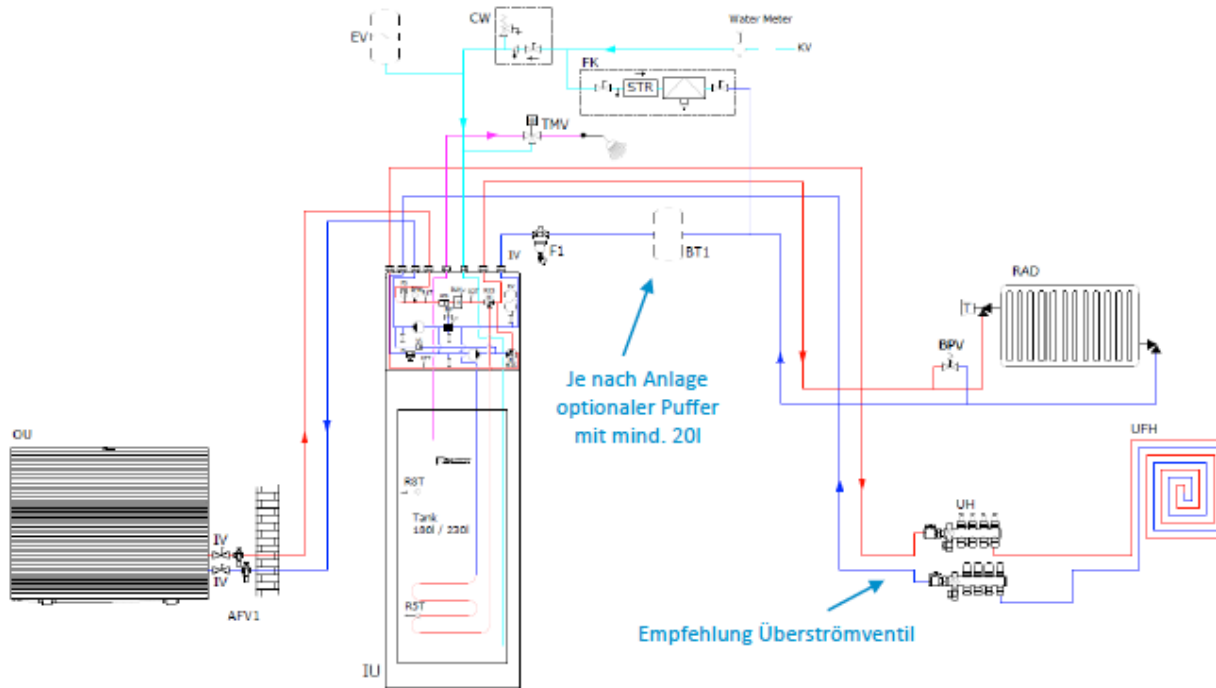 EV
CW
Water Meter
KV
FK
STR
TMV
IV
F1
BT1
RAD
T
BPV
Je nach Anlage
optionaler Puffer
mit mind. 20l
UFH
OU
UH
R8T
Tank
180l / 230l
IV
IV
R5T
AFV1
Empfehlung Überströmventil
IU